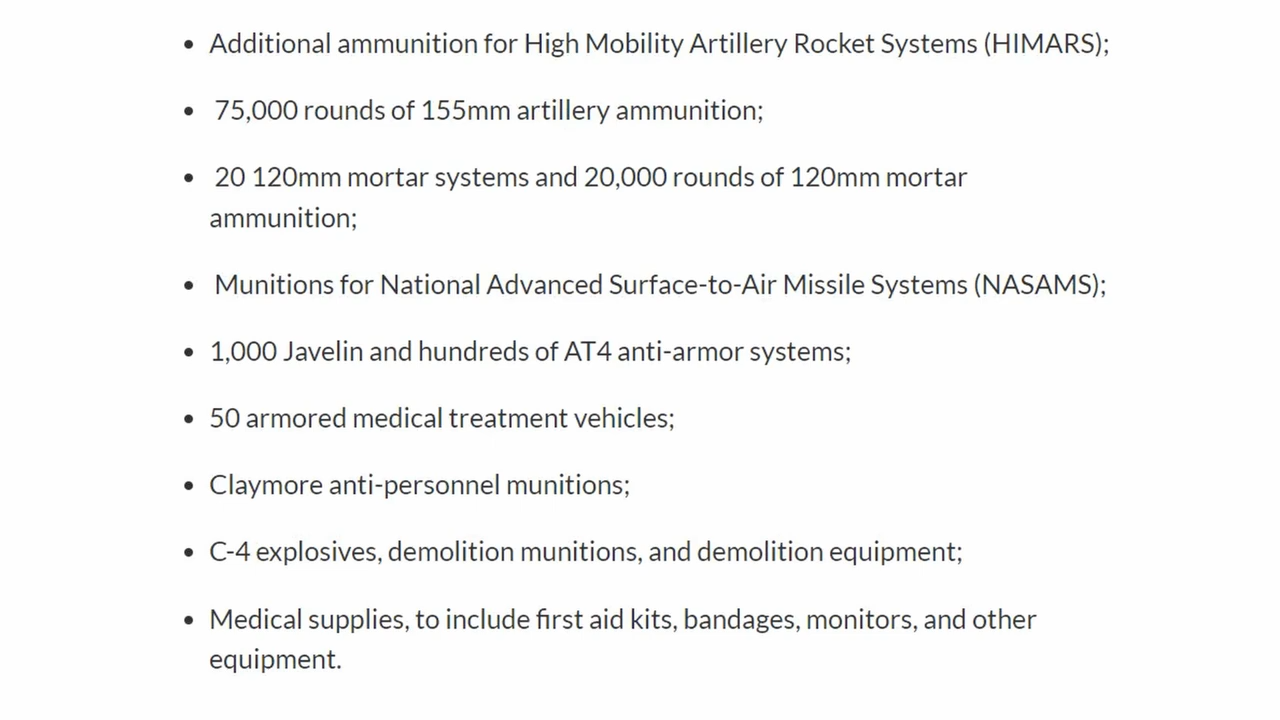 • Additional ammunition for High Mobility Artillery Rocket Systems (HIMARS);
• 75,000 rounds of 155mm artillery ammunition;
• 20 120mm mortar systems and 20,000 rounds of 120mm mortar
ammunition;
• Munitions for National Advanced Surface-to-Air Missile Systems (NASAMS);
• 1,000 Javelin and hundreds of AT4 anti-armor systems;
• 50 armored medical treatment vehicles;
• Claymore anti-personnel munitions;
• C-4 explosives, demolition munitions, and demolition equipment;
• Medical supplies, to include first aid kits, bandages, monitors, and other
equipment.